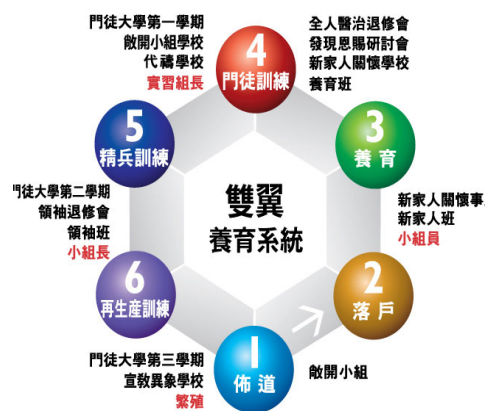 門徒大學第一學期
敞開小組學校
代禱學校
實習組長
4
門徒訓練
全人醫治退修會
發現恩賜研討會
新家人關懷學校
養育班
5
精兵訓練
3
養育
門徒大學第二學期
領袖退修會
領袖班
小組長
雙翼
養育系統
新家人關懷事
新家人班
小組員
6
再生產訓練
2
落戶
門徒大學第三學期
宣教異象學校
繁殖
1
佈道
敞開小組